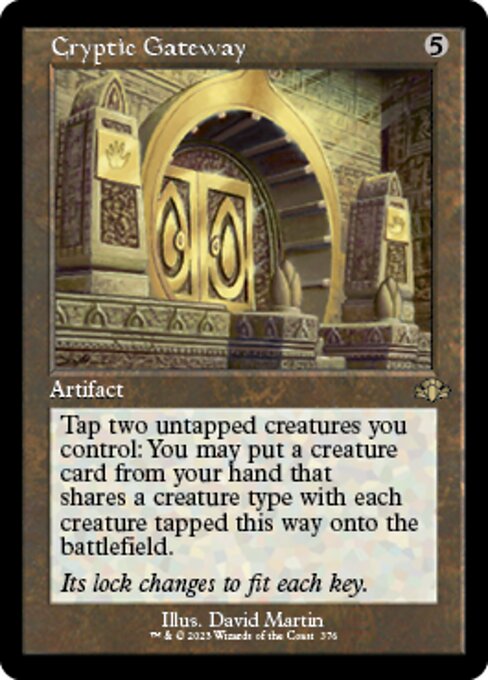 Cryptic Gateway 5
Artifact
Tap two untapped creatures you
control: You may put a creature
card from your hand that
shares a creature type with each
creature tapped this way onto the
battlefield.
Its lock changes to fit each key.
Illus. David Martin
™ & © 2023 Wizards of the Coast 376